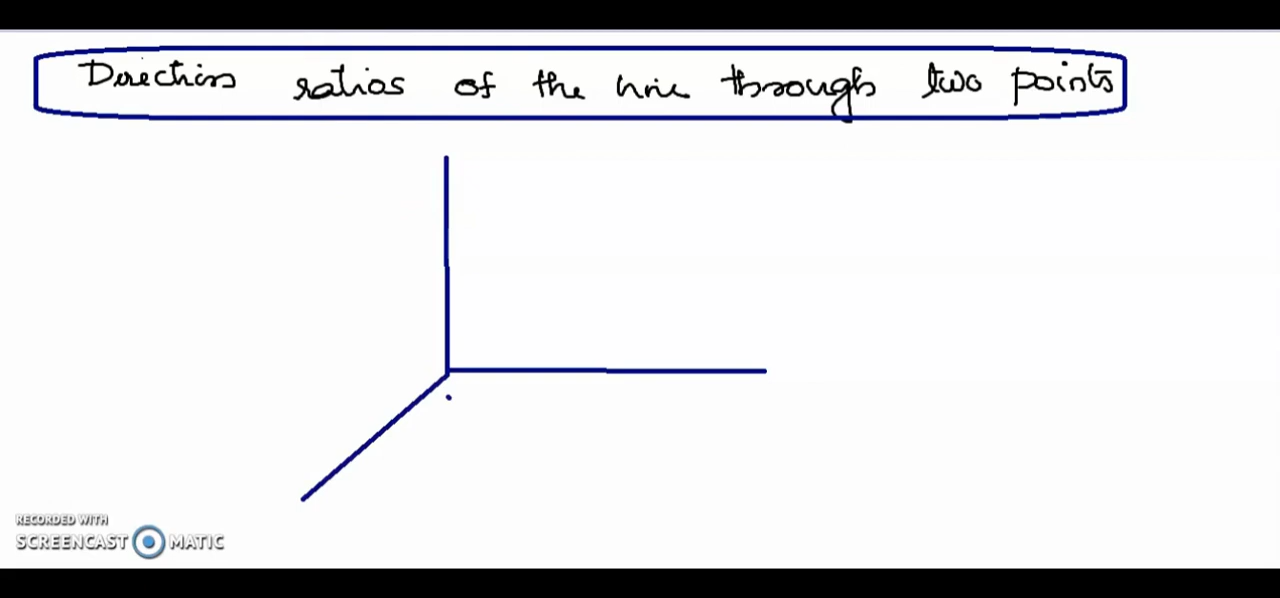 Direction ratios of the line through two points
RECORDED WITH
SCREENCAST MATIC